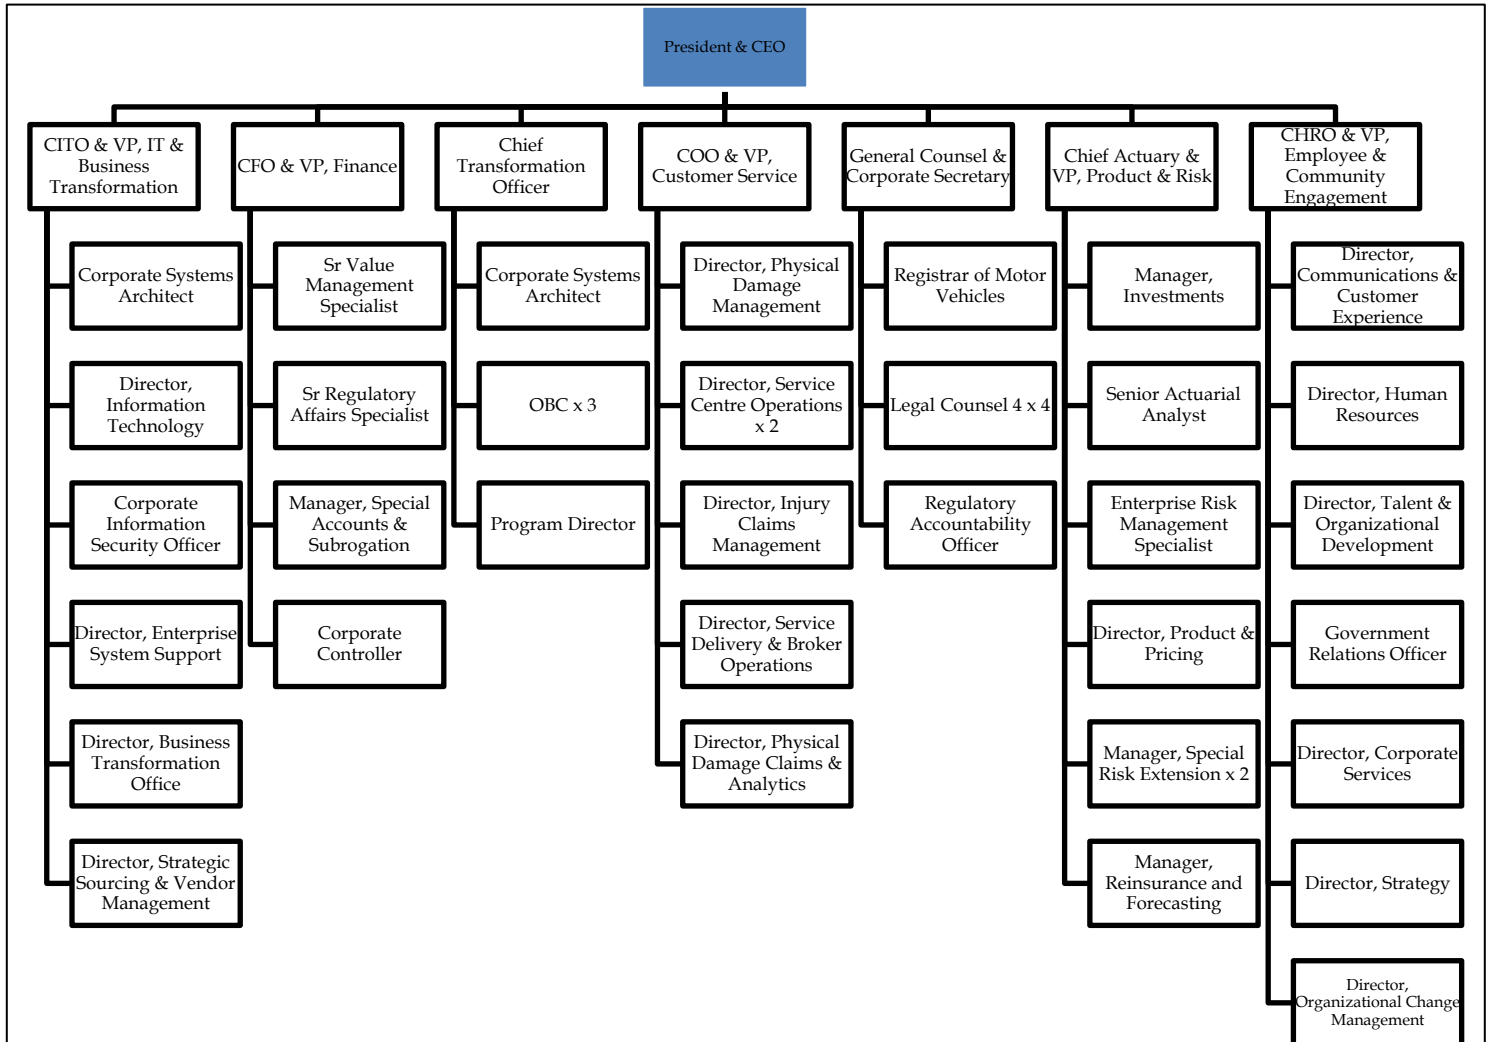 President & CEO
CITO & VP, IT &
Business
Transformation
CFO & VP, Finance
Chief
Transformation
Officer
COO & VP,
Customer Service
General Counsel &
Corporate Secretary
Chief Actuary &
VP, Product & Risk
CHRO & VP,
Employee &
Community
Engagement
Corporate Systems
Architect
Director,
Information
Technology
Corporate
Information
Security Officer
Director, Enterprise
System Support
Director, Business
Transformation
Office
Director, Strategic
Sourcing & Vendor
Management
Sr Value
Management
Specialist
Sr Regulatory
Affairs Specialist
Manager, Special
Accounts &
Subrogation
Corporate
Controller
Corporate Systems
Architect
OBC x 3
Program Director
Director, Physical
Damage
Management
Director, Service
Centre Operations
x 2
Director, Injury
Claims
Management
Director, Service
Delivery & Broker
Operations
Director, Physical
Damage Claims &
Analytics
Registrar of Motor
Vehicles
Legal Counsel 4 x 4
Regulatory
Accountability
Officer
Manager,
Investments
Senior Actuarial
Analyst
Enterprise Risk
Management
Specialist
Director, Product &
Pricing
Manager, Special
Risk Extension x 2
Manager,
Reinsurance and
Forecasting
Director,
Communications &
Customer
Experience
Director, Human
Resources
Director, Talent &
Organizational
Development
Government
Relations Officer
Director, Corporate
Services
Director, Strategy
Director,
Organizational Change
Management